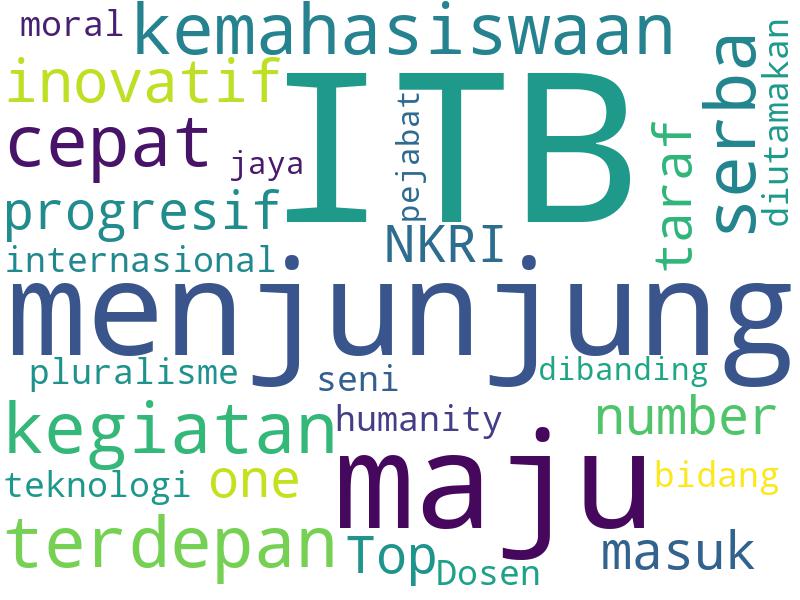 moral kemahasiswaan
inovatif
ITB
serba
diutamakan
cepat
jaya
pejabat
taraf
progresif
NKRI
internasional
menjunjung
pluralisme
seni
dibanding
kegiatan
humanity
number
maju
teknologi
one
bidang
terdepan
Top
Dosen
masuk